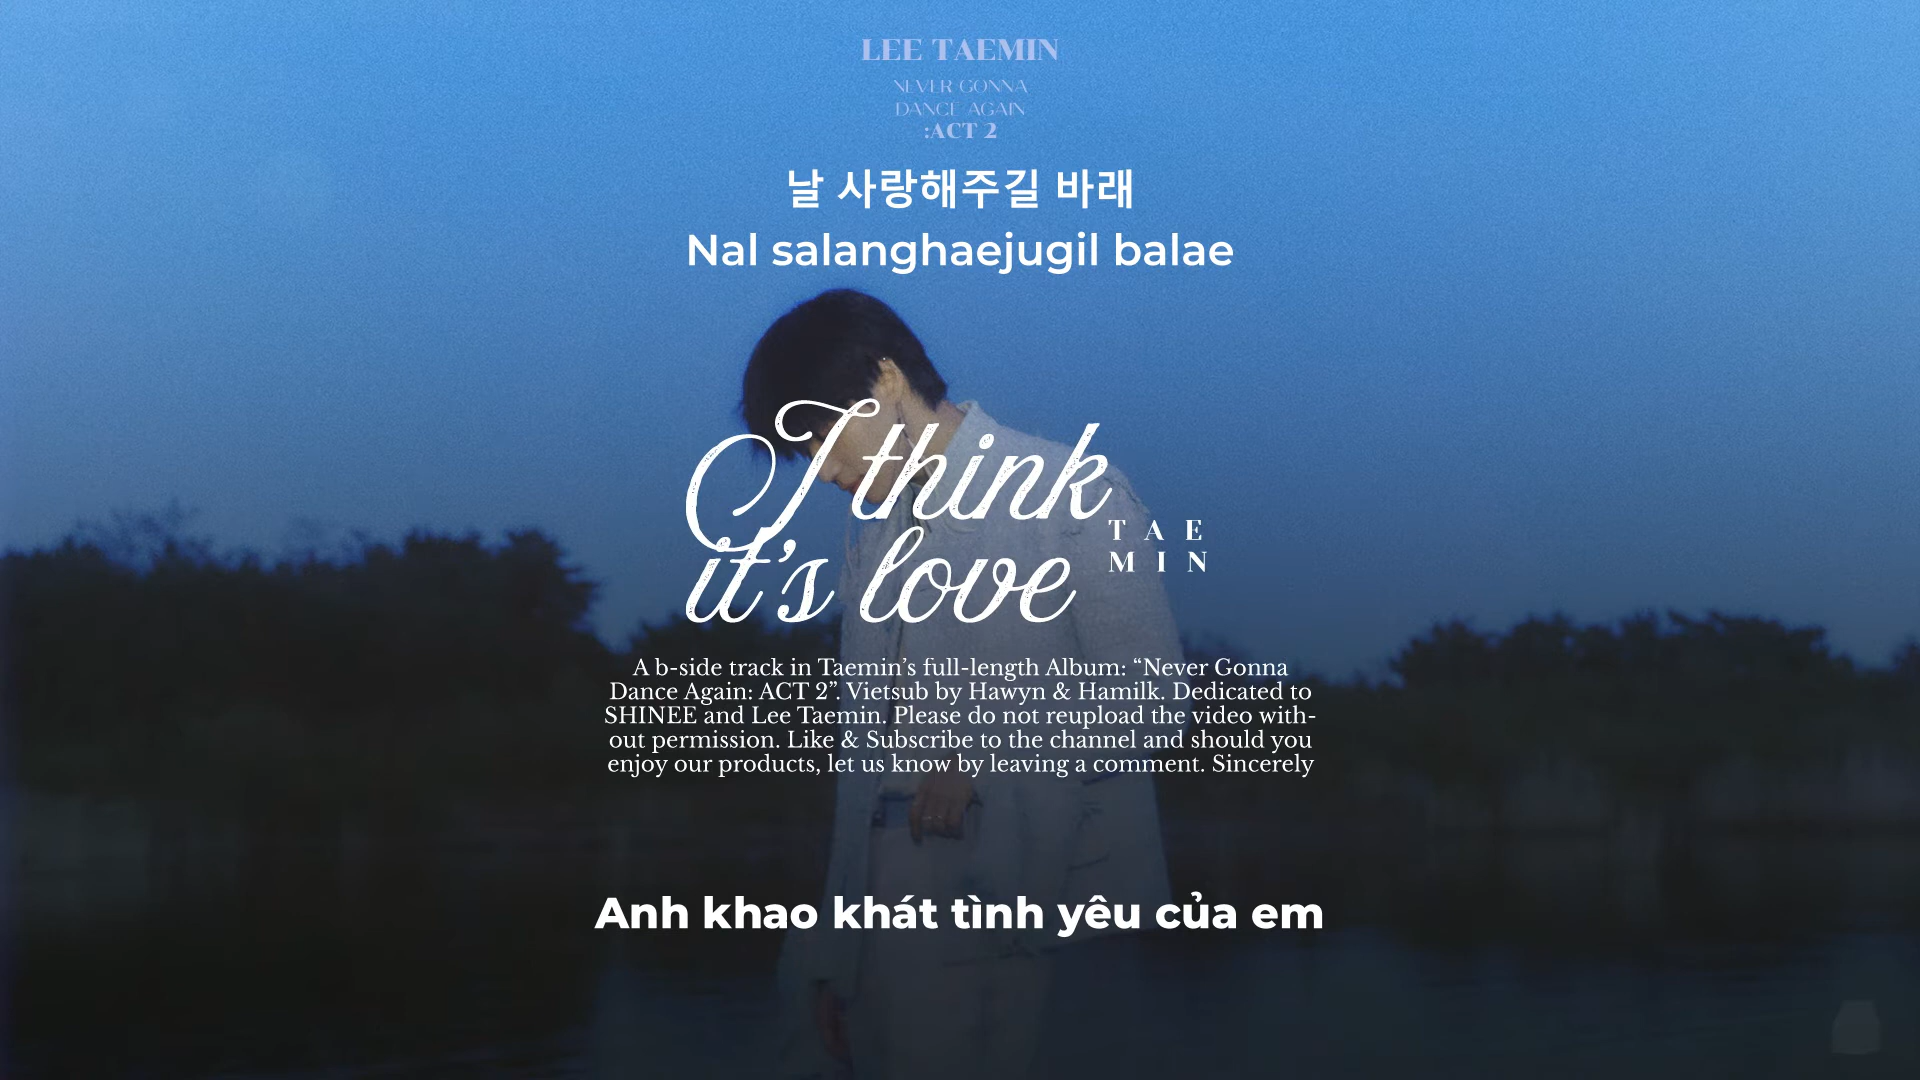 LEE TAEMIN
NEVER GONNA
DANCE AGAIN
:ACT 2
날 사랑해주길 바래
Nal salanghaejugil balae
I think
it's love
TAE
MIN
A b-side track in Taemin’s full-length Album: “Never Gonna
Dance Again: ACT 2”. Vietsub by Hawyn & Hamilk. Dedicated to
SHINEE and Lee Taemin. Please do not reupload the video with-
out permission. Like & Subscribe to the channel and should you
enjoy our products, let us know by leaving a comment. Sincerely
Anh khao khát tình yêu của em